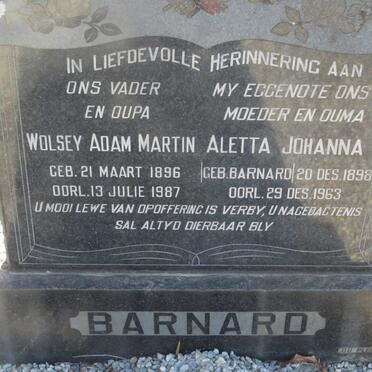 IN LIEFDEVOLLE HERINNERING AAN
ONS VADER
EN OUPA
WOLSEY ADAM MARTIN
GEB. 21 MAART 1896
OORL. 13 JULIE 1987
MY EGGENOTE ONS
MOEDER EN OUMA
ALETTA JOHANNA
GEB. BARNARD 20 DES. 1898
OORL. 29 DES. 1963
U MOOI LEWE VAN OPOFFERING IS VERBY, U NAGEDAGTENIS
SAL ALTYD DIERBAAR BLY
BARNARD